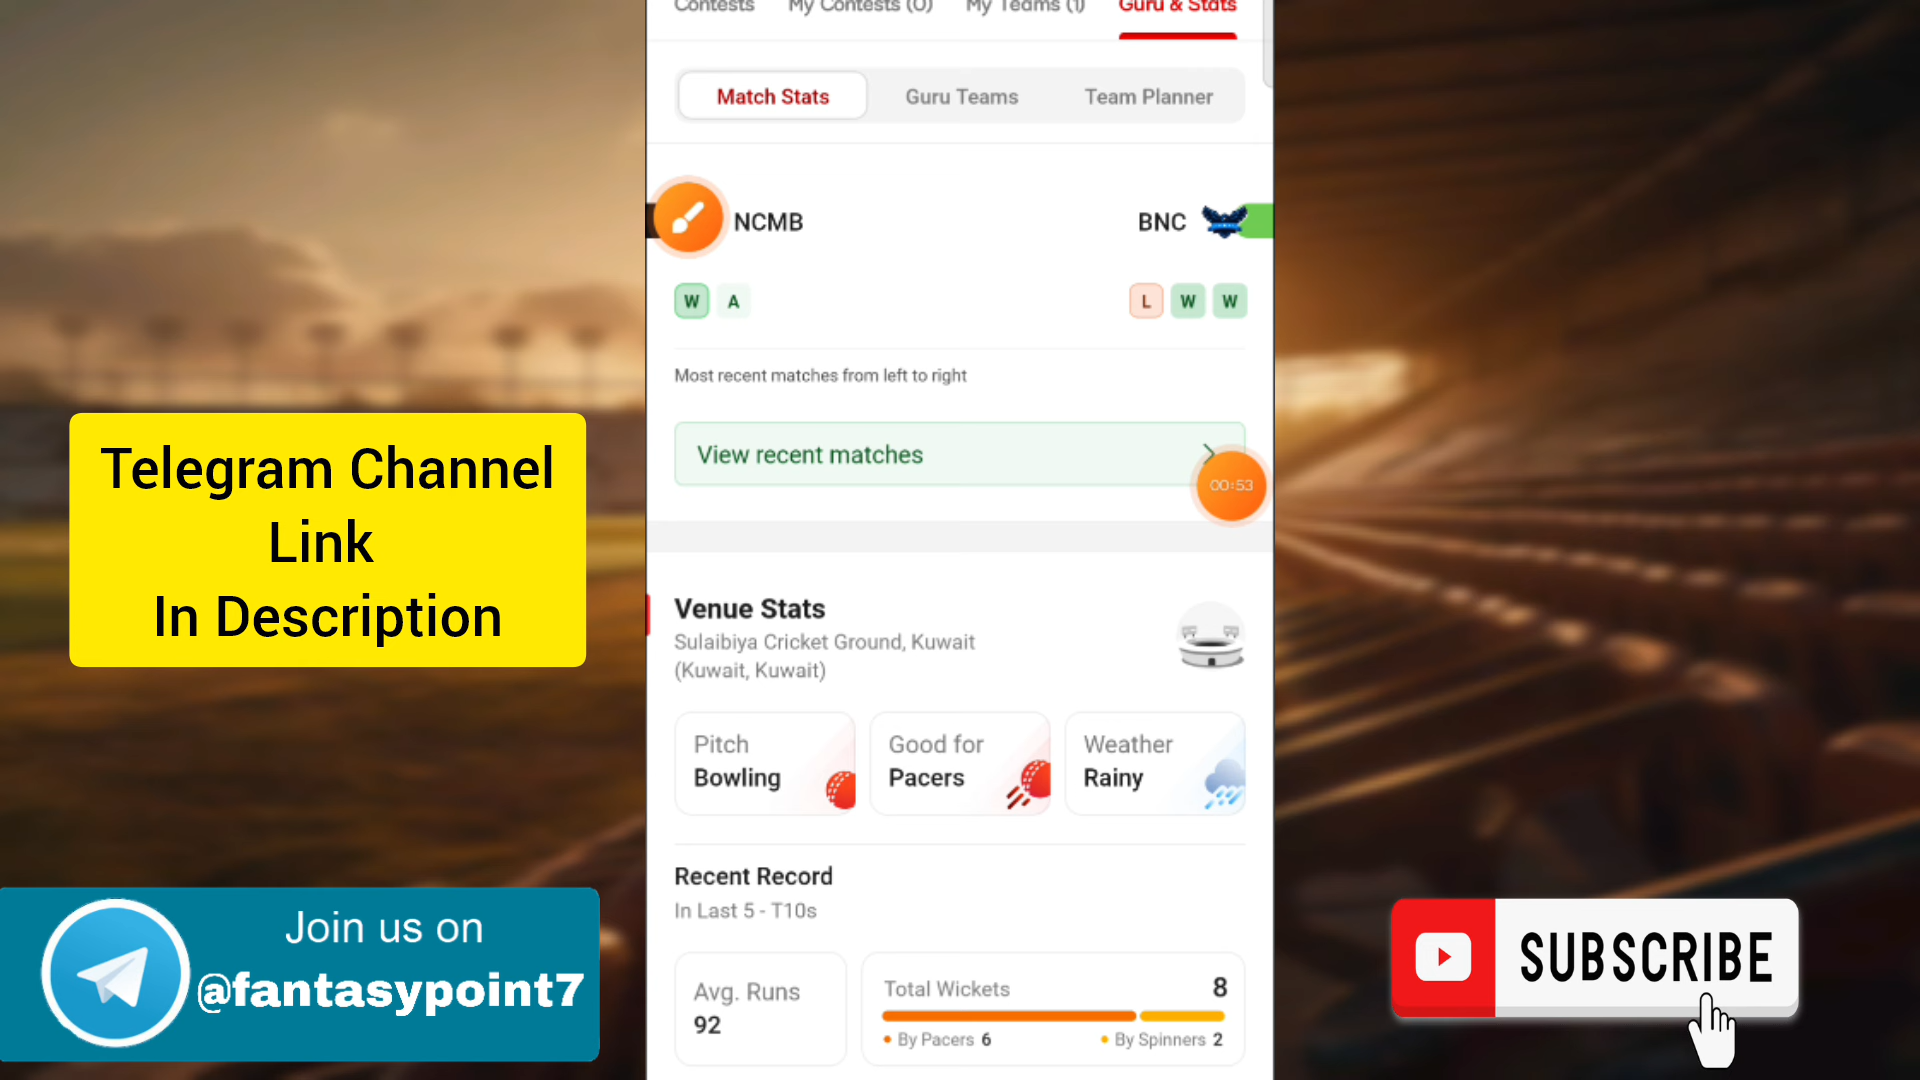 Contests
My Contests (0)
My Teams (1)
Guru & Stats
Match Stats
Guru Teams
Team Planner
NCMB
BNC
W A
L W W
Most recent matches from left to right
View recent matches
00:53
Venue Stats
Sulaibiya Cricket Ground, Kuwait
(Kuwait, Kuwait)
Pitch
Bowling
Good for
Pacers
Weather
Rainy
Recent Record
In Last 5 - T10s
Avg. Runs
92
Total Wickets 8
By Pacers 6
By Spinners 2
Telegram Channel
Link
In Description
Join us on
@fantasypoint7
SUBSCRIBE